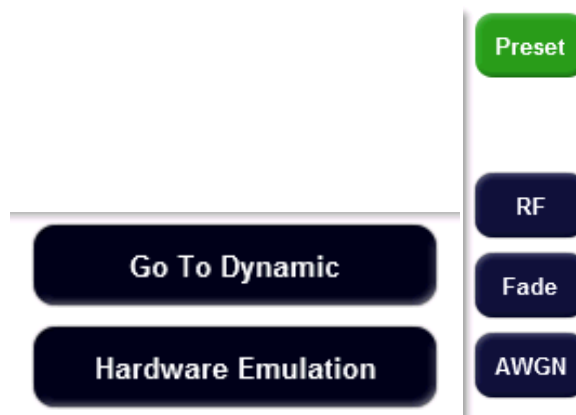 Preset
RF
Go To Dynamic
Fade
Hardware Emulation
AWGN